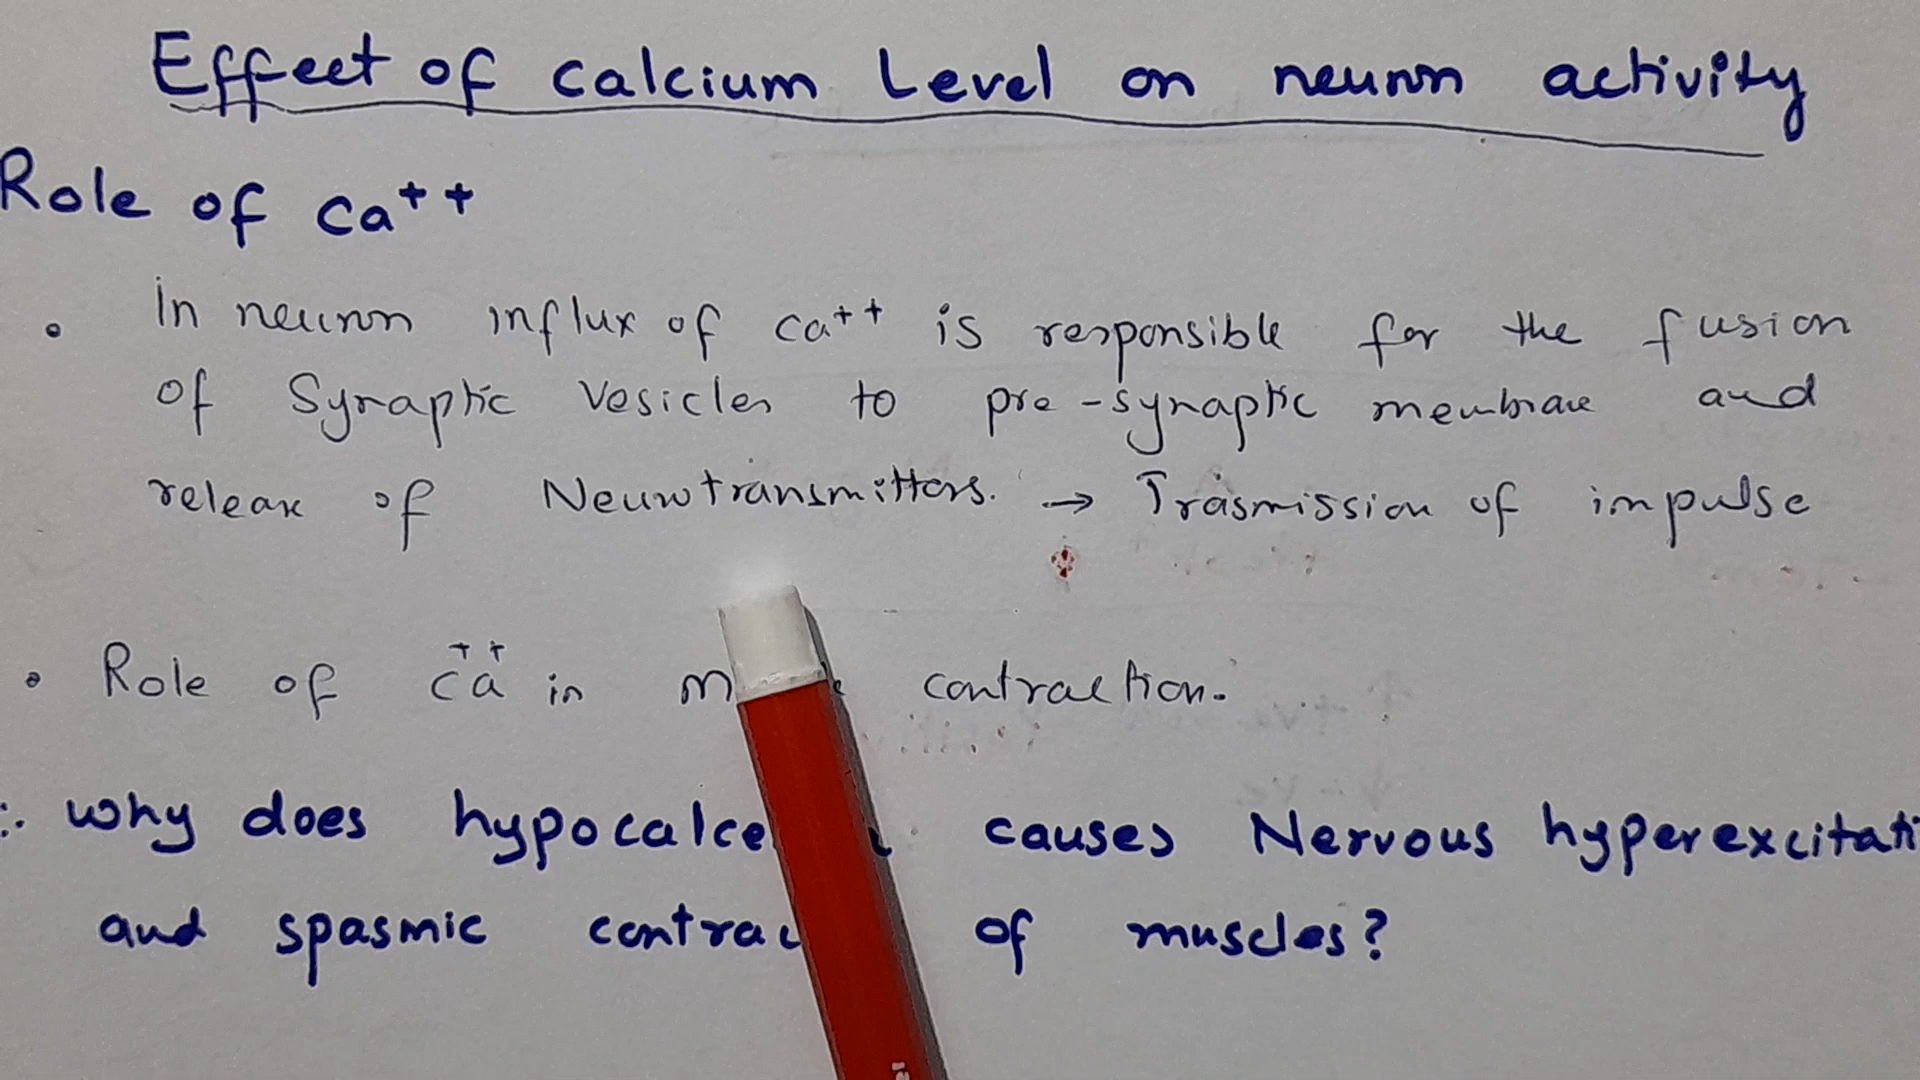 Effect of calcium Level on neuron activity
Role of ca++
• In neuron influx of ca++ is responsible for the fusion
of Synaptic vesicles to pre-synaptic membrane and
release of Neurotransmitters. → Trasmission of impulse
• Role of ca++ in contraction.
why does causes Nervous
and spasmic of muscles?